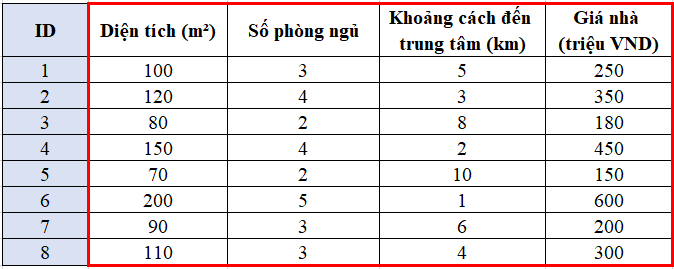 ID Diện tích (m²) Số phòng ngủ Khoảng cách đến trung tâm (km) Giá nhà (triệu VND)
1 100 3 5 250
2 120 4 3 350
3 80 2 8 180
4 150 4 2 450
5 70 2 10 150
6 200 5 1 600
7 90 3 6 200
8 110 3 4 300